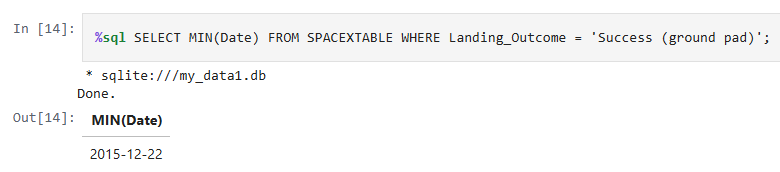 In [14]: %sql SELECT MIN(Date) FROM SPACEXTABLE WHERE Landing_Outcome = 'Success (ground pad)';
* sqlite:///my_data1.db
Done.
Out[14]: MIN(Date)
2015-12-22